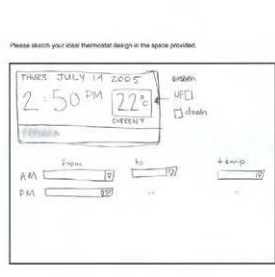 Please sketch your ideal thermostat design in the space provided.
THURS JULY 14 2005
2:50 PM 22°C
UP
down
CURRENT
from to temp
AM
PM " "